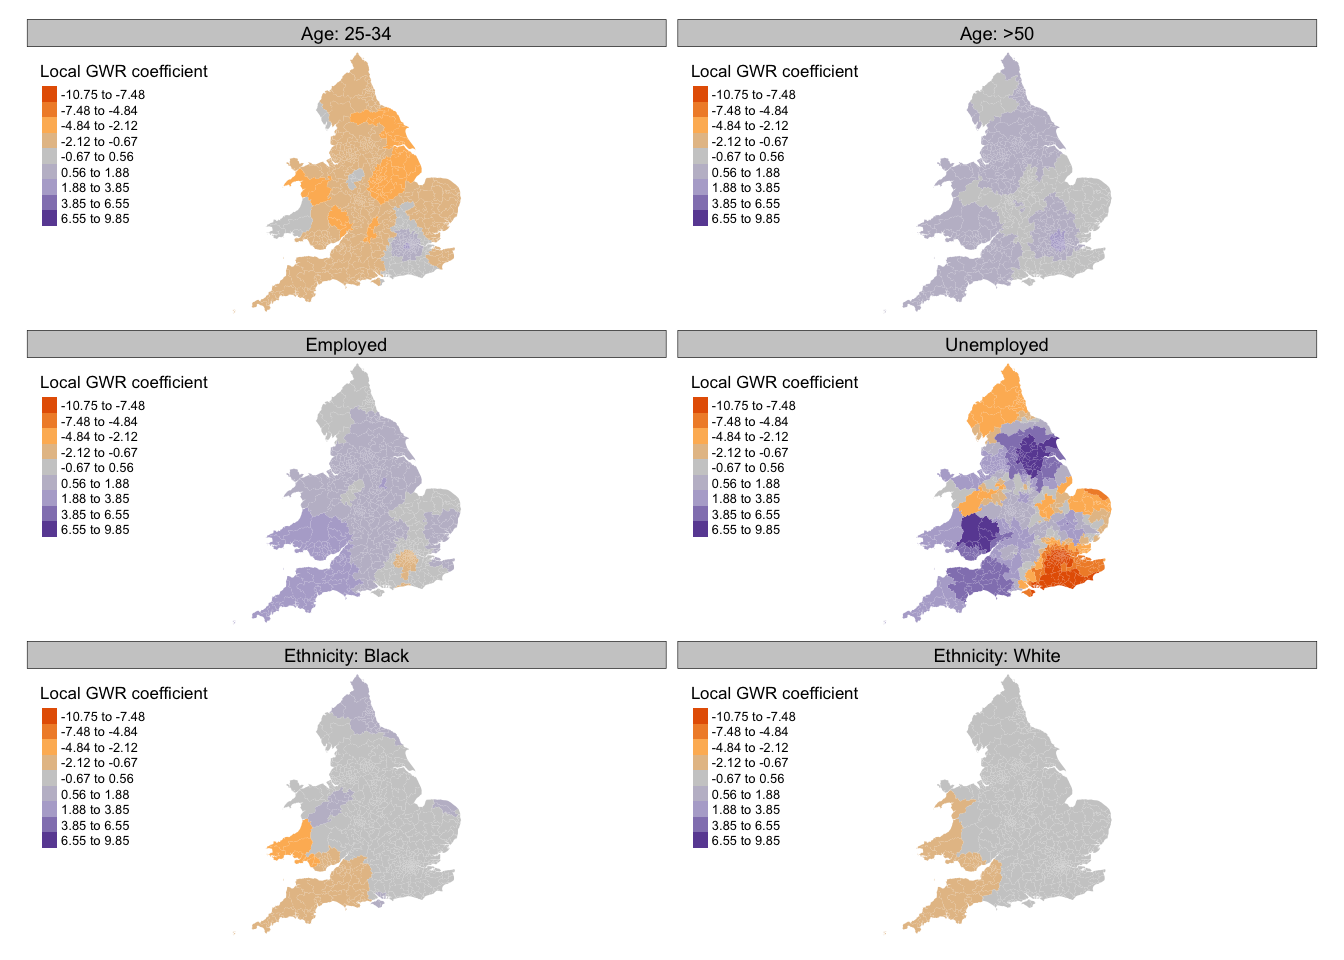 Age: 25-34
Local GWR coefficient
-10.75 to -7.48
-7.48 to -4.84
-4.84 to -2.12
-2.12 to -0.67
-0.67 to 0.56
0.56 to 1.88
1.88 to 3.85
3.85 to 6.55
6.55 to 9.85
Age: >50
Local GWR coefficient
-10.75 to -7.48
-7.48 to -4.84
-4.84 to -2.12
-2.12 to -0.67
-0.67 to 0.56
0.56 to 1.88
1.88 to 3.85
3.85 to 6.55
6.55 to 9.85
Employed
Local GWR coefficient
-10.75 to -7.48
-7.48 to -4.84
-4.84 to -2.12
-2.12 to -0.67
-0.67 to 0.56
0.56 to 1.88
1.88 to 3.85
3.85 to 6.55
6.55 to 9.85
Unemployed
Local GWR coefficient
-10.75 to -7.48
-7.48 to -4.84
-4.84 to -2.12
-2.12 to -0.67
-0.67 to 0.56
0.56 to 1.88
1.88 to 3.85
3.85 to 6.55
6.55 to 9.85
Ethnicity: Black
Local GWR coefficient
-10.75 to -7.48
-7.48 to -4.84
-4.84 to -2.12
-2.12 to -0.67
-0.67 to 0.56
0.56 to 1.88
1.88 to 3.85
3.85 to 6.55
6.55 to 9.85
Ethnicity: White
Local GWR coefficient
-10.75 to -7.48
-7.48 to -4.84
-4.84 to -2.12
-2.12 to -0.67
-0.67 to 0.56
0.56 to 1.88
1.88 to 3.85
3.85 to 6.55
6.55 to 9.85